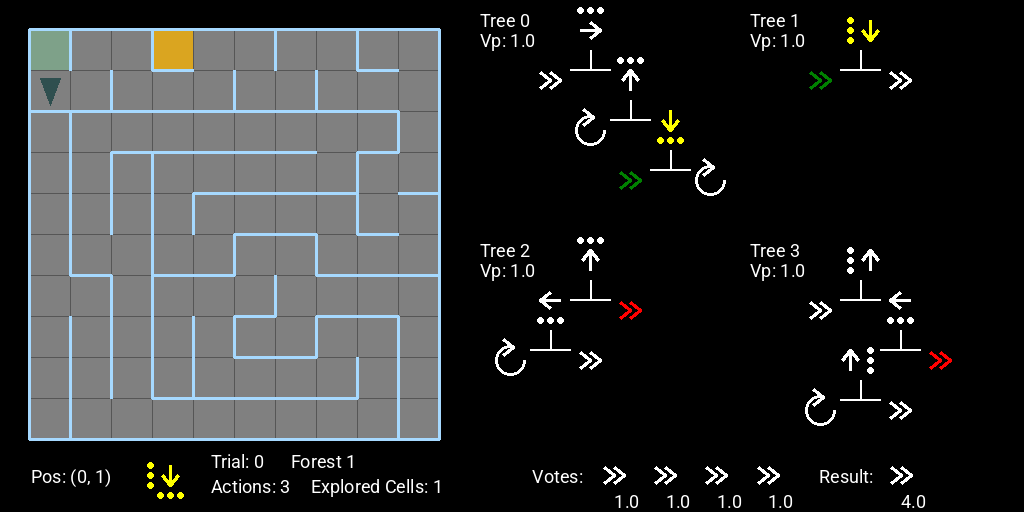 Tree 0
Vp: 1.0
Tree 1
Vp: 1.0
Tree 2
Vp: 1.0
Tree 3
Vp: 1.0
Pos: (0, 1)
Trial: 0 Forest 1
Actions: 3 Explored Cells: 1
Votes:
1.0 1.0 1.0 1.0
Result:
4.0